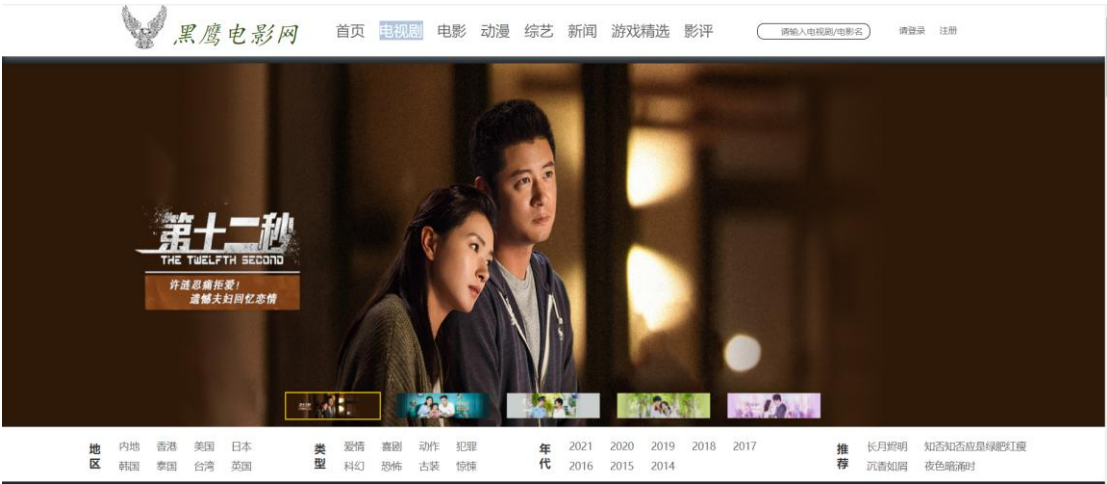 黑鹰电影网
首页 电视剧 电影 动漫 综艺 新闻 游戏精选 影评
请输入电视剧/电影名
请登录 注册
第十二秒
THE TWELFTH SECOND
许涟忍痛拒爱!
遗憾夫妇回忆恋情
地区
内地 香港 美国 日本
韩国 泰国 台湾 英国
类型
爱情 喜剧 动作 犯罪
科幻 恐怖 古装 惊悚
年代
2021 2020 2019 2018 2017
2016 2015 2014
推荐
长月烬明 知否知否应是绿肥红瘦
沉香如屑 夜色暗涌时